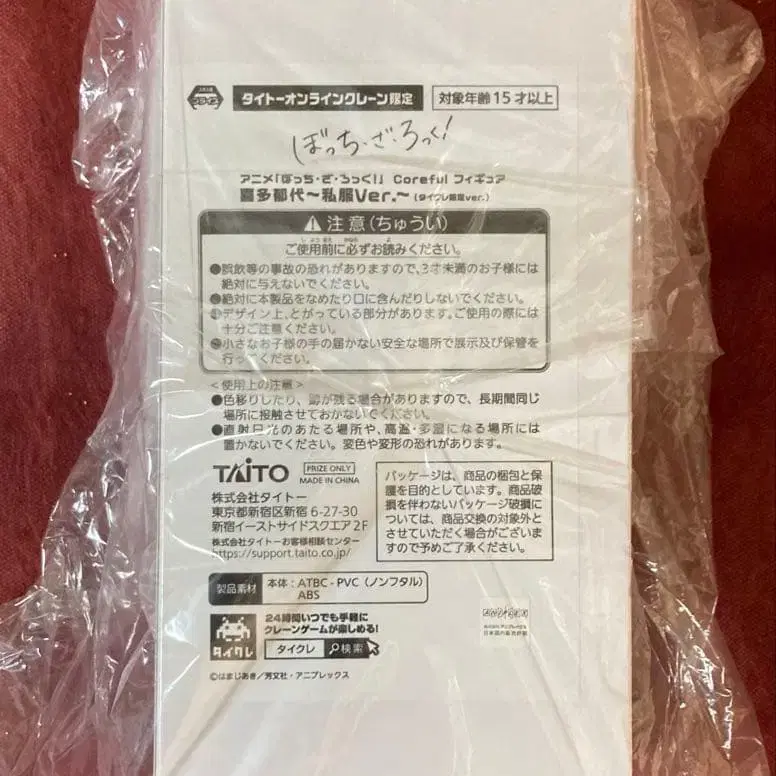 タイトーオンラインクレーン限定
対象年齢15才以上
ぼっち・ざ・ろっく!
アニメ「ぼっち・ざ・ろっく!」 Coreful フィギュア
喜多郁代〜私服Ver.〜(タイクレ限定ver.)
注意(ちゅうい)
ご使用前に必ずお読みください。
●誤飲等の事故の恐れがありますので、3才未満のお子様には
絶対に与えないでください。
●絶対に本製品をなめたり口に含んだりしないでください。
●デザイン上、とがっている部分があります。ご使用の際には
十分ご注意ください。
●小さなお子様の手の届かない安全な場所で展示及び保管を
行ってください。
<使用上の注意>
●色移りしたり、跡が残る場合がありますので、長期間同じ
場所に接触させておかないでください。
●直射日光のあたる場所や、高温・多湿になる場所には
置かないでください。変色や変形の恐れがあります。
TAITO
PRIZE ONLY
MADE IN CHINA
株式会社タイトー
東京都新宿区新宿 6-27-30
新宿イーストサイドスクエア 2F
株式会社タイトーお客様相談センター
https://support.taito.co.jp/
パッケージは、商品の梱包と保
護を目的としています。商品破
損を伴わないパッケージ破損に
ついては、商品交換の対象外と
させていただく場合がございま
すので予めご了承ください。
製品素材
本体:ATBC-PVC(ノンフタル)
ABS
24時間いつでも手軽に
クレーンゲームが楽しめる!
タイクレ
タイクレ
検索
©はまじあき/芳文社・アニプレックス